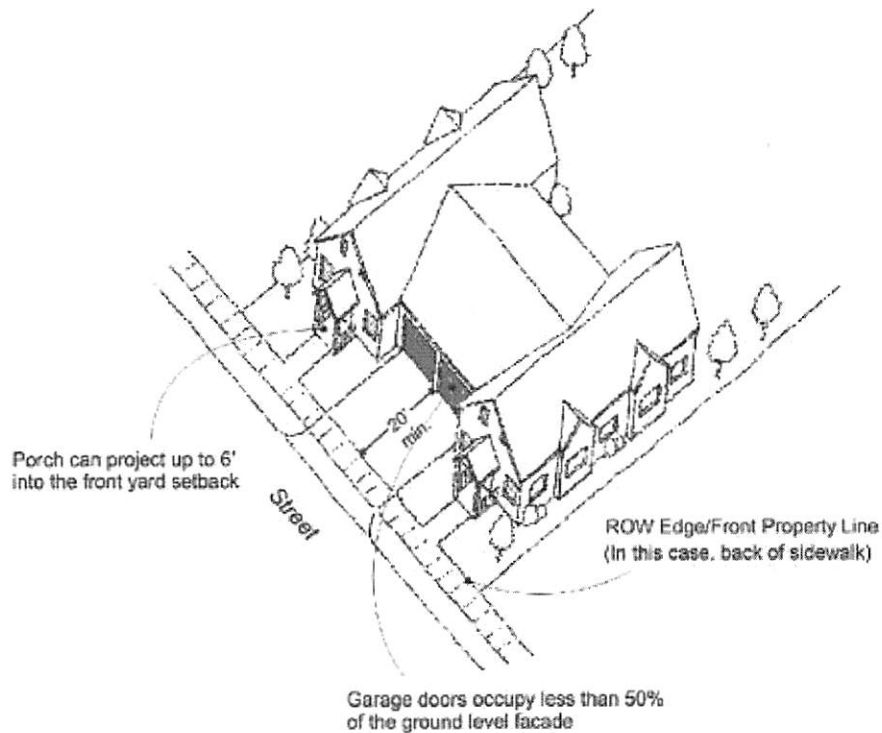 20'
min.
Porch can project up to 6'
into the front yard setback
Street
ROW Edge/Front Property Line
(In this case, back of sidewalk)
Garage doors occupy less than 50%
of the ground level facade